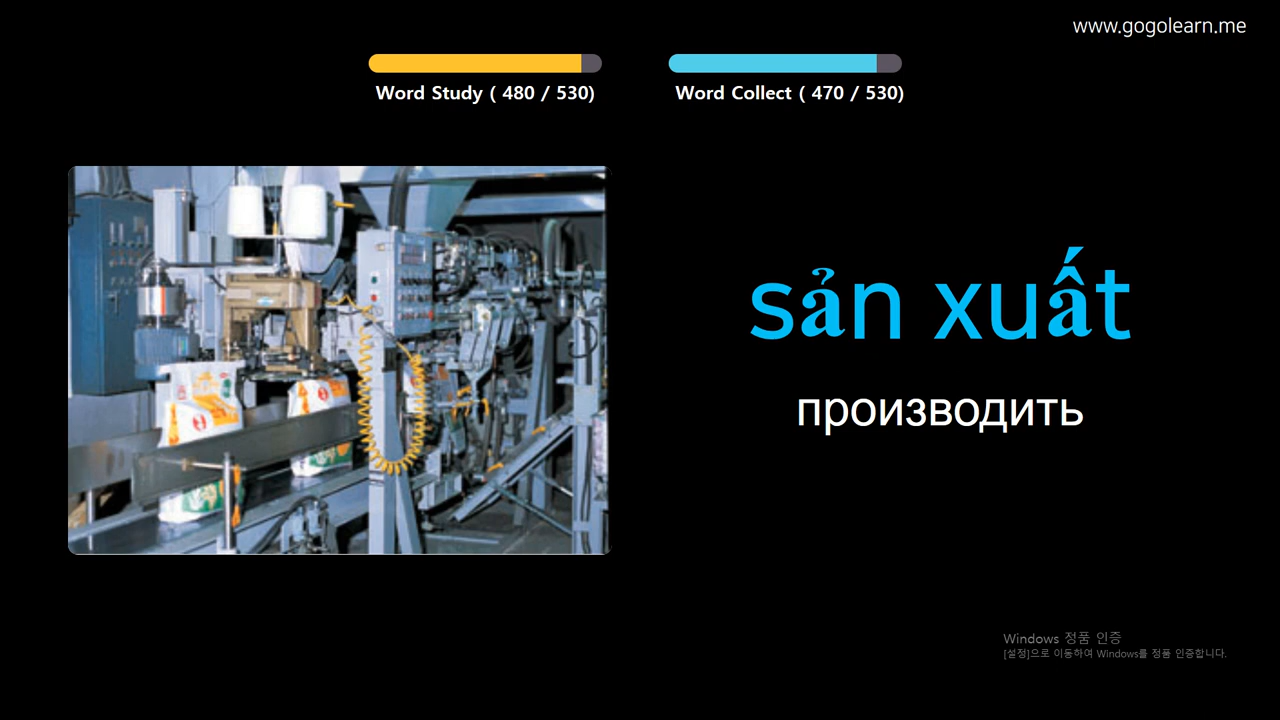 www.gogolearn.me
Word Study ( 480 / 530)
Word Collect ( 470 / 530)
sản xuất
производить
Windows 정품 인증
[설정]으로 이동하여 Windows를 정품 인증합니다.